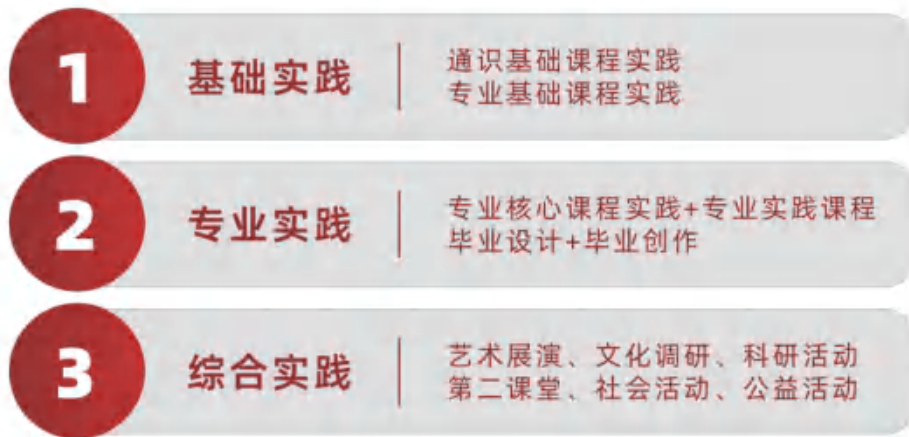 1
基础实践
通识基础课程实践
专业基础课程实践
2
专业实践
专业核心课程实践+专业实践课程
毕业设计+毕业创作
3
综合实践
艺术展演、文化调研、科研活动
第二课堂、社会活动、公益活动